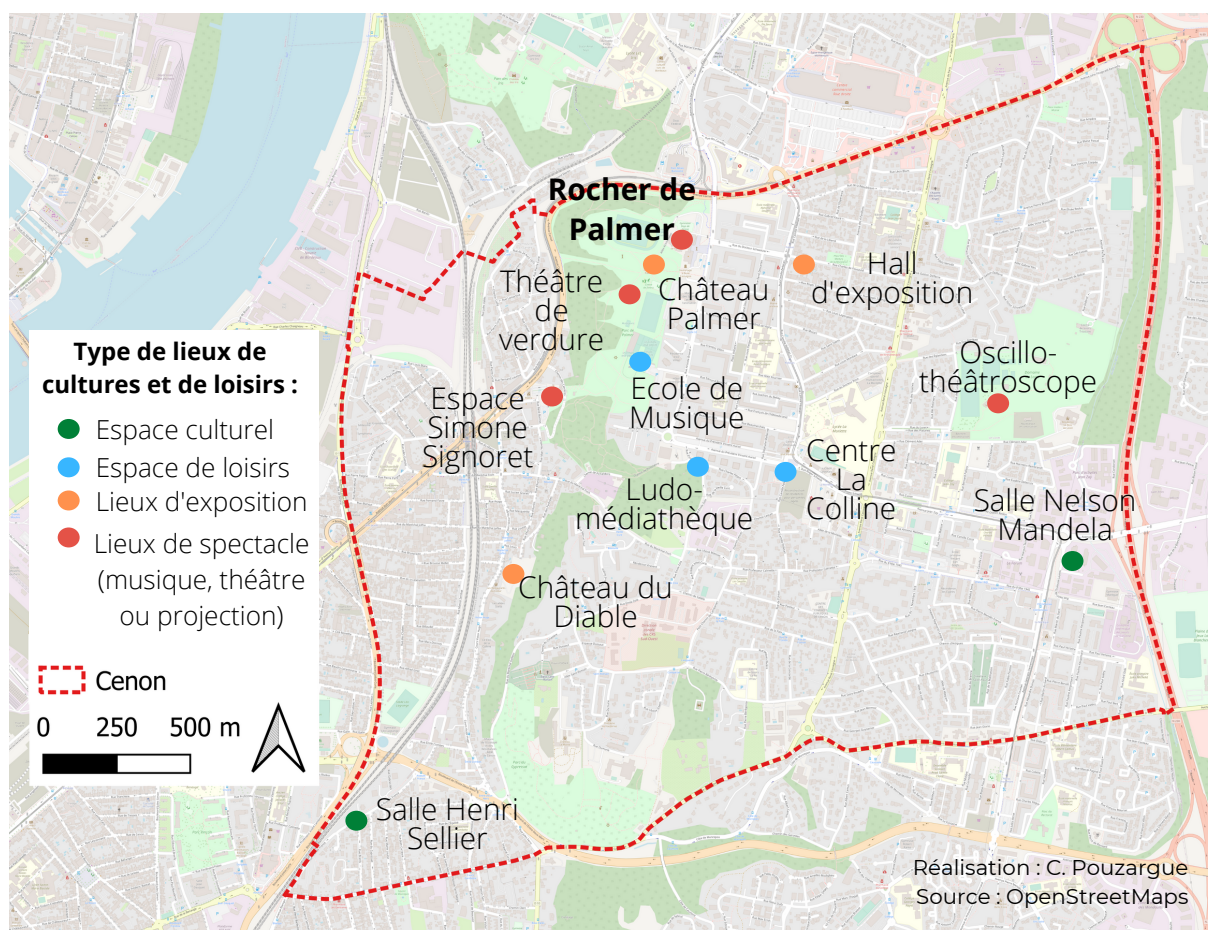 Rocher de
Palmer
Théâtre
de
verdure
Château
Palmer
Hall
d'exposition
Oscillo-
théâtroscope
Ecole de
Musique
Espace
Simone
Signoret
Ludo-
médiathèque
Centre
La
Colline
Salle Nelson
Mandela
Château du
Diable
Salle Henri
Sellier
Type de lieux de
cultures et de loisirs :
Espace culturel
Espace de loisirs
Lieux d'exposition
Lieux de spectacle
(musique, théâtre
ou projection)
Cenon
0 250 500 m
Réalisation : C. Pouzargue
Source : OpenStreetMaps